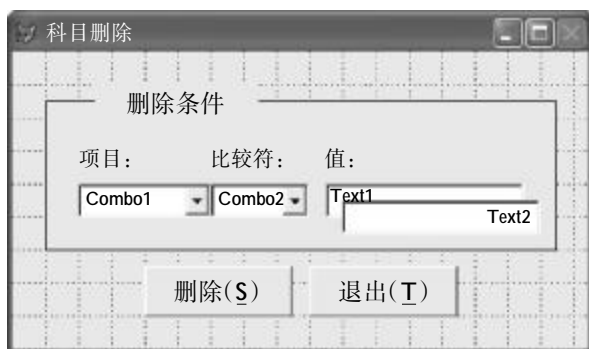 科目删除
删除条件
项目: 比较符: 值:
Combo1 Combo2 Text1
Text2
删除(S) 退出(T)